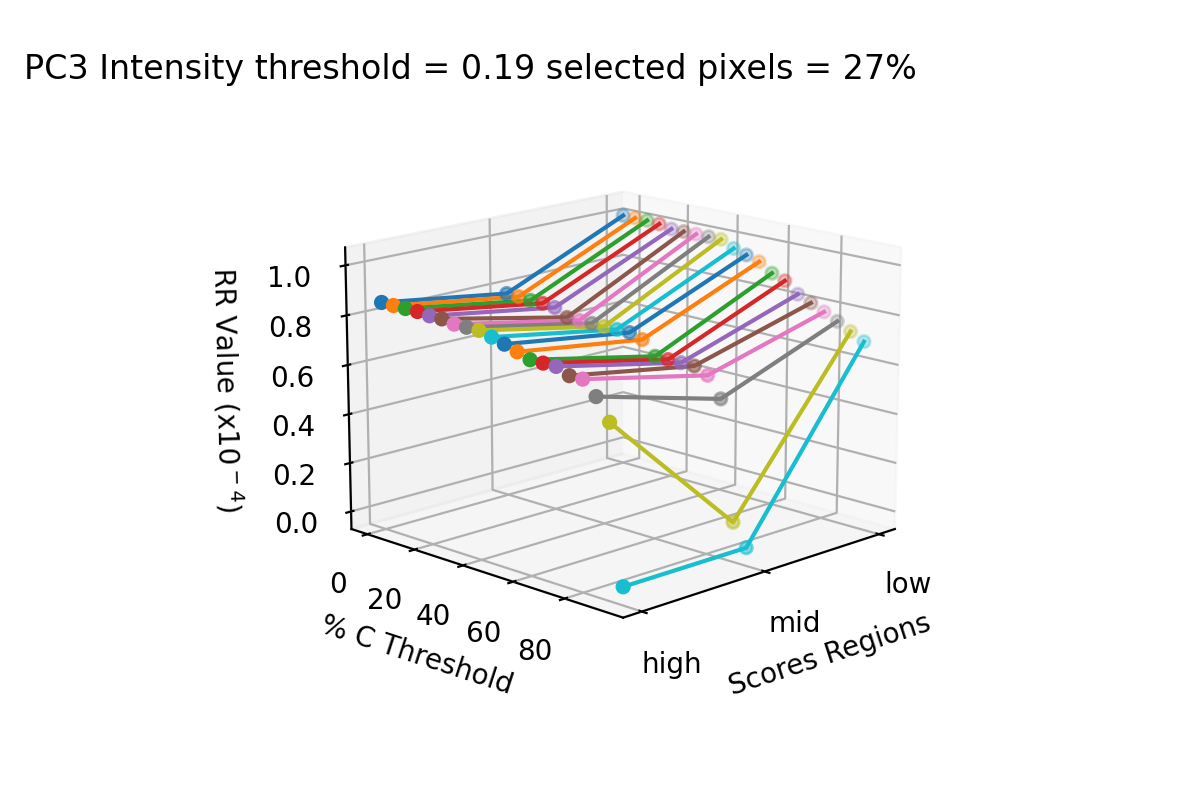 PC3 Intensity threshold = 0.19 selected pixels = 27%
RR Value (x10⁻⁴)
1.0
0.8
0.6
0.4
0.2
0.0
0
20
40
60
80
% C Threshold
high
mid
low
Scores Regions